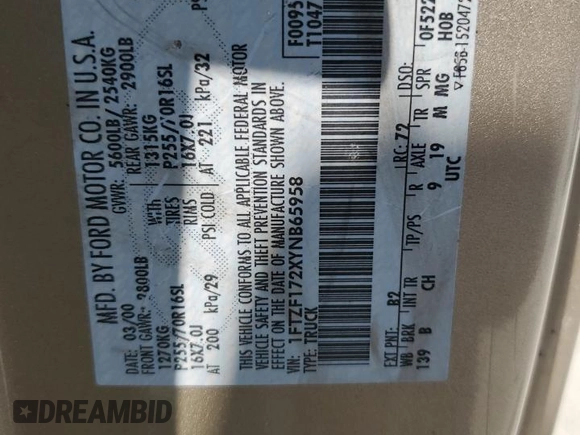 MFD. BY FORD MOTOR CO. IN U.S.A.
DATE: 03/00 GVWR: 5600LB/ 2540KG
FRONT GAWR: 2800LB REAR GAWR: 2900LB
1270KG WITH 1315KG
P255/70R16SL TIRES P255/70R16SL
16X7.0J RIMS 16X7.0J
AT 200 kPa/29 PSI COLD AT 221 kPa/32 PS
THIS VEHICLE CONFORMS TO ALL APPLICABLE FEDERAL MOTOR
VEHICLE SAFETY AND THEFT PREVENTION STANDARDS IN
EFFECT ON THE DATE OF MANUFACTURE SHOWN ABOVE.
VIN: 1FTZF172XYNB65958
TYPE: TRUCK
F0095
T1047
EXT PNT: B2 RC: 72 DSO:
WB BRK INT TR TP/PS R AXLE TR SPR
139 B CH 9 19 M MG H0B
UTC
DREAMBID